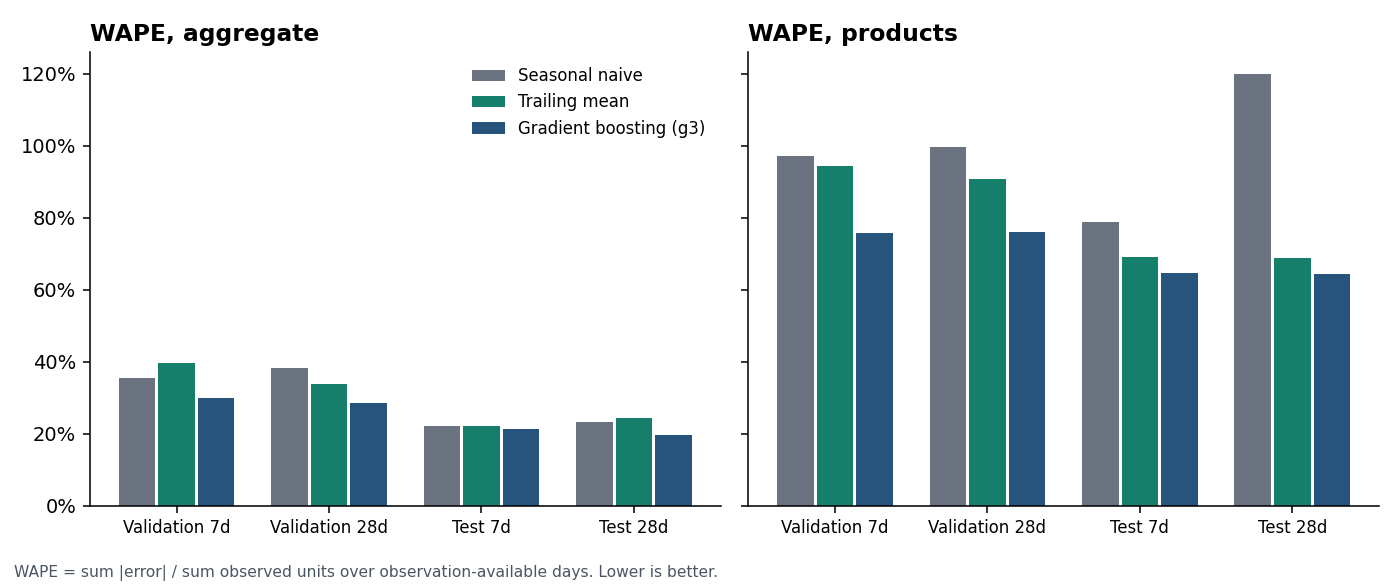 WAPE, aggregate
120%
100%
80%
60%
40%
20%
0%
Seasonal naive
Trailing mean
Gradient boosting (g3)
Validation 7d
Validation 28d
Test 7d
Test 28d
WAPE, products
Validation 7d
Validation 28d
Test 7d
Test 28d
WAPE = sum |error| / sum observed units over observation-available days. Lower is better.